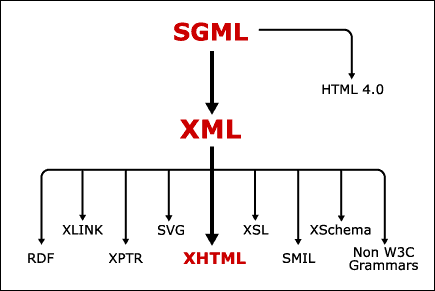 SGML
HTML 4.0
XML
XLINK
SVG
XSL
XSchema
RDF
XPTR
XHTML
SMIL
Non W3C
Grammars